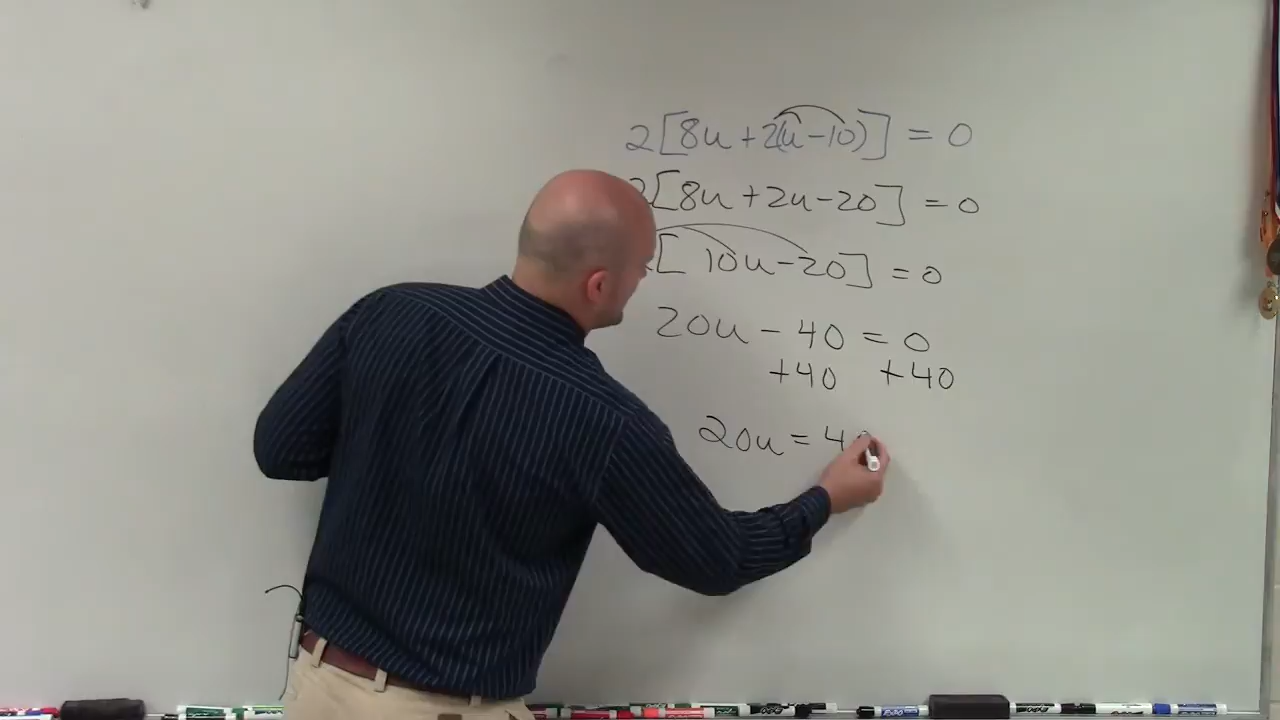 2[8u+2(u-10)] = 0
2[8u+2u-20] = 0
[10u-20] = 0
20u - 40 = 0
+40 +40
20u = 4